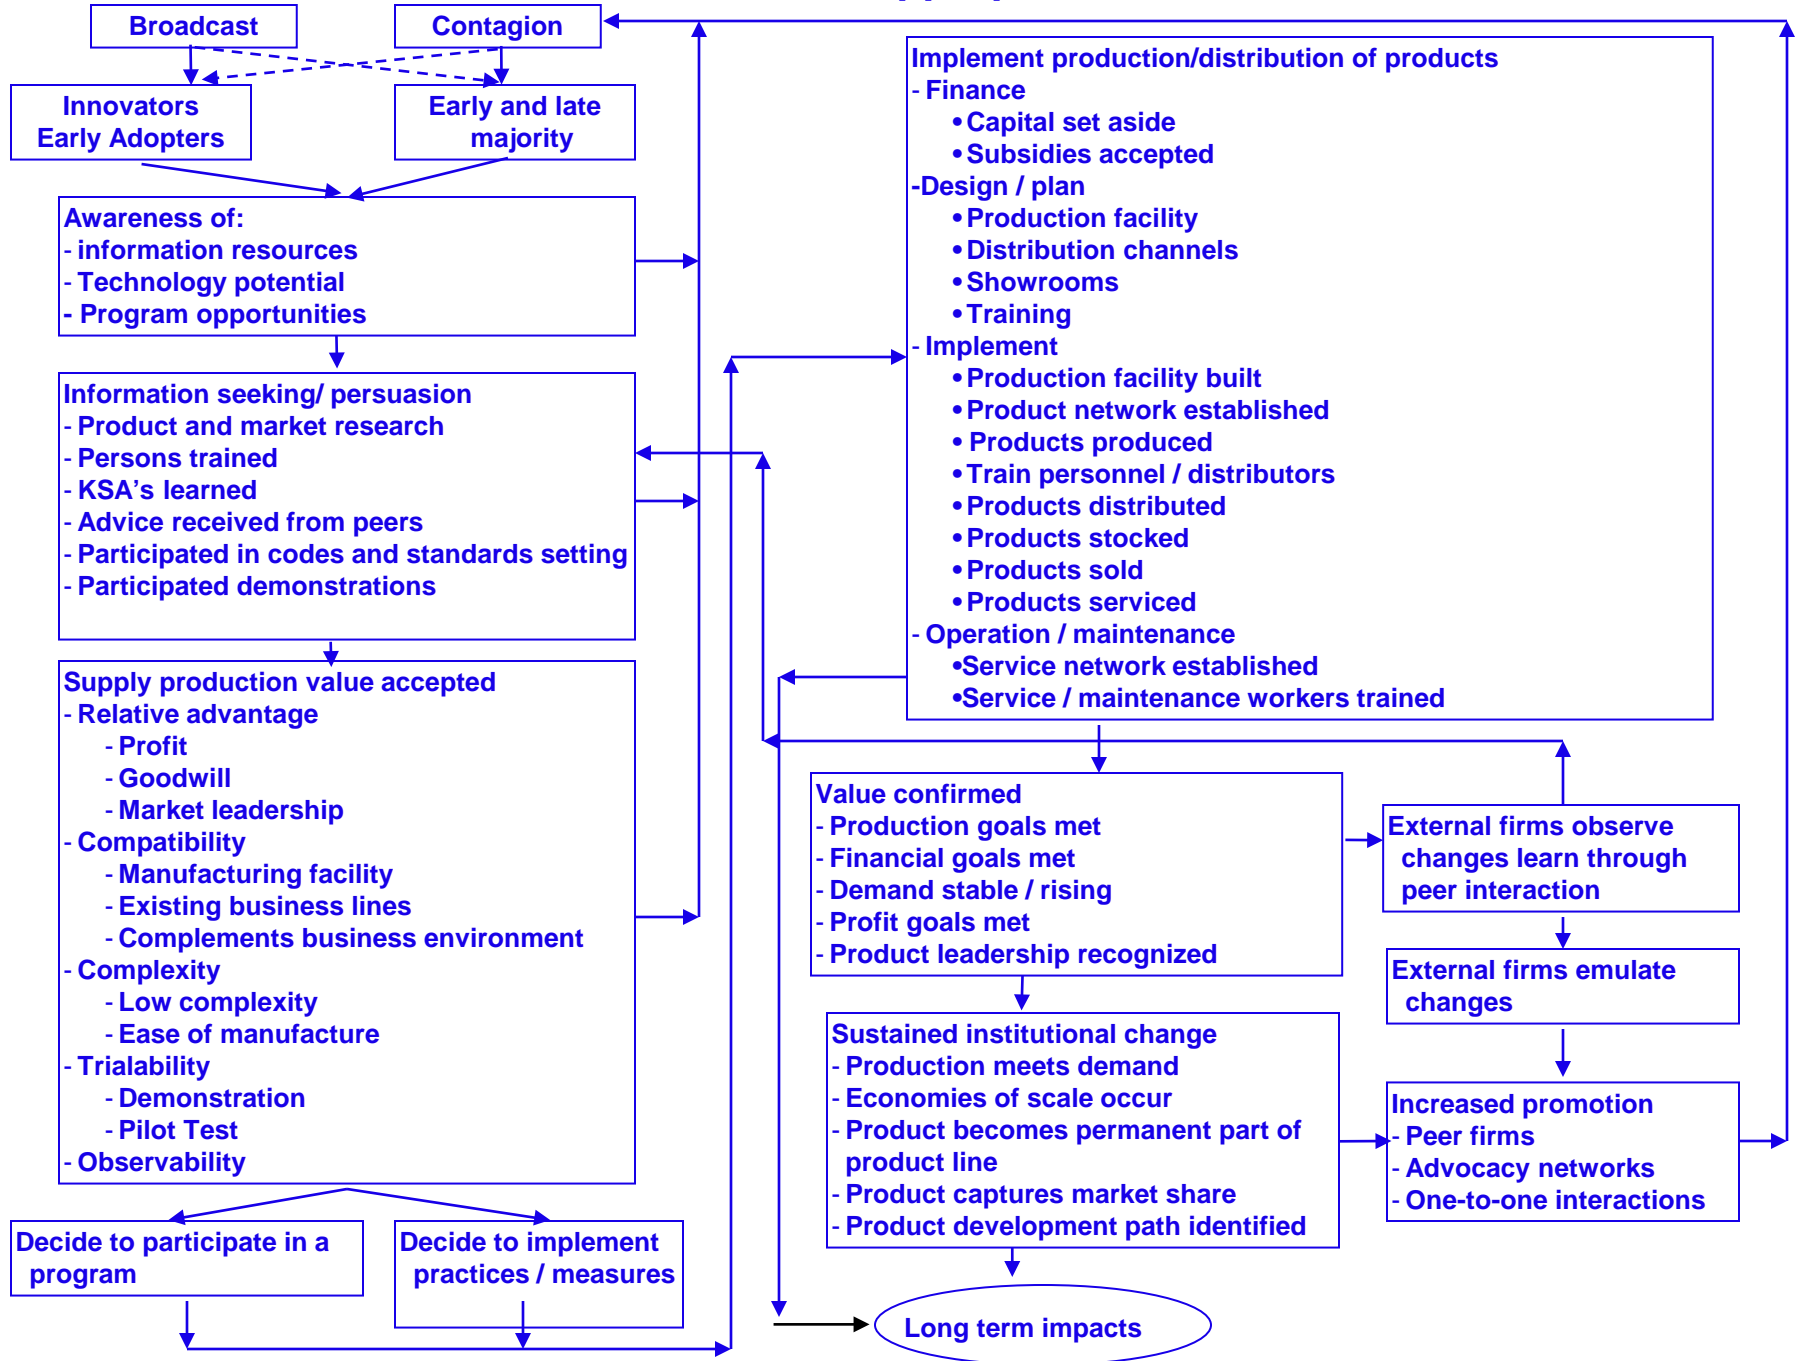 Broadcast
Contagion
Innovators
Early Adopters
Early and late
majority
Awareness of:
- information resources
- Technology potential
- Program opportunities
Information seeking/ persuasion
- Product and market research
- Persons trained
- KSA's learned
- Advice received from peers
- Participated in codes and standards setting
- Participated demonstrations
Supply production value accepted
- Relative advantage
- Profit
- Goodwill
- Market leadership
- Compatibility
- Manufacturing facility
- Existing business lines
- Complements business environment
- Complexity
- Low complexity
- Ease of manufacture
- Trialability
- Demonstration
- Pilot Test
- Observability
Decide to participate in a
program
Decide to implement
practices / measures
Implement production/distribution of products
- Finance
•Capital set aside
•Subsidies accepted
-Design / plan
•Production facility
•Distribution channels
•Showrooms
•Training
- Implement
•Production facility built
•Product network established
• Products produced
•Train personnel / distributors
•Products distributed
•Products stocked
•Products sold
•Products serviced
- Operation / maintenance
•Service network established
•Service / maintenance workers trained
Value confirmed
- Production goals met
- Financial goals met
- Demand stable / rising
- Profit goals met
- Product leadership recognized
External firms observe
changes learn through
peer interaction
External firms emulate
changes
Sustained institutional change
- Production meets demand
- Economies of scale occur
- Product becomes permanent part of
product line
- Product captures market share
- Product development path identified
Increased promotion
- Peer firms
- Advocacy networks
- One-to-one interactions
Long term impacts